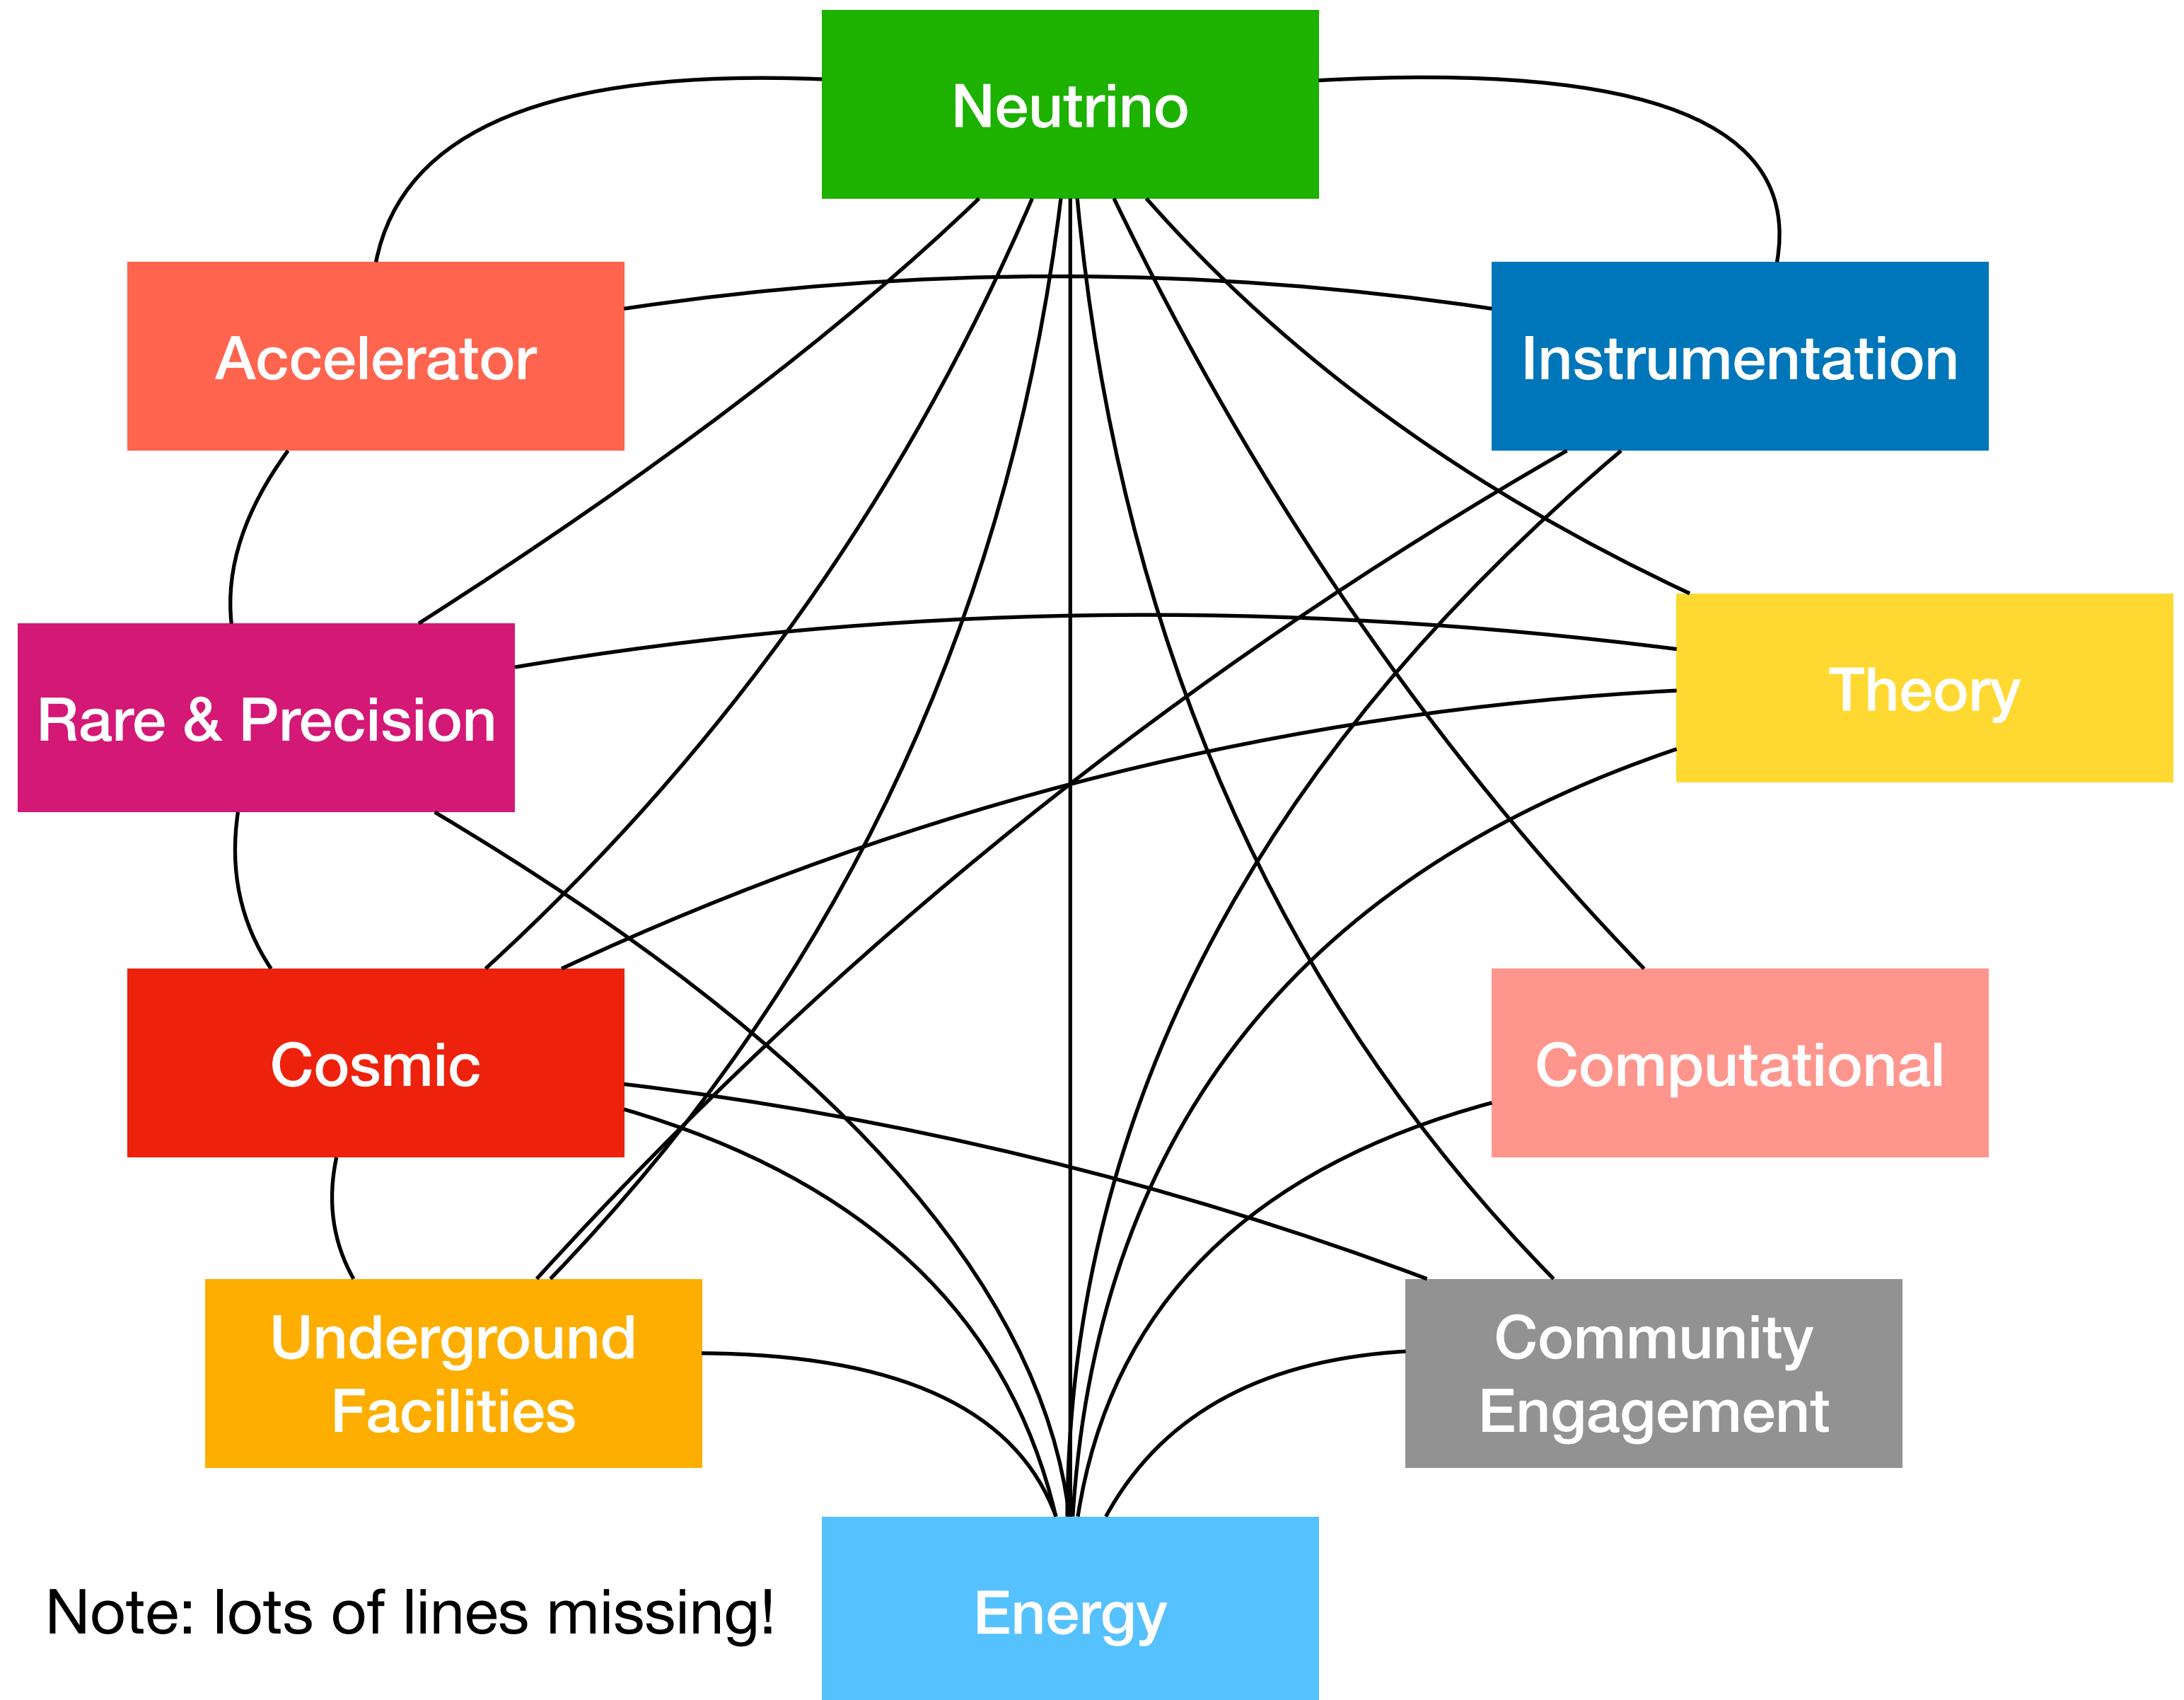 Neutrino
Accelerator
Instrumentation
Rare & Precision
Theory
Cosmic
Computational
Underground
Facilities
Community
Engagement
Note: lots of lines missing!
Energy